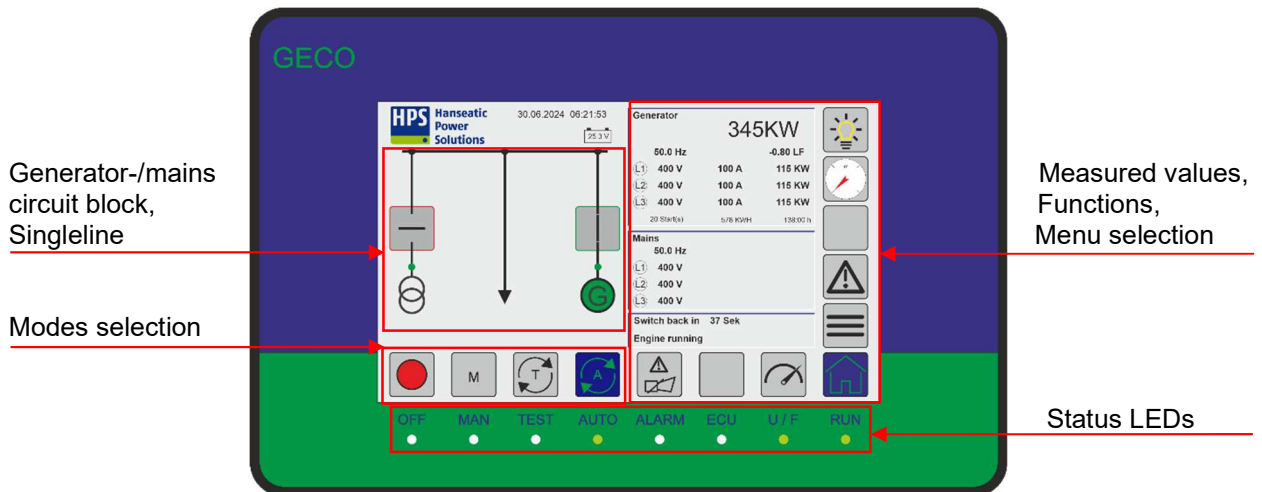 GECO
HPS Hanseatic
Power
Solutions
30.06.2024 06:21:53
25.3 V
Generator
345KW
50.0 Hz -0.80 LF
L1 400 V 100 A 115 KW
L2 400 V 100 A 115 KW
L3 400 V 100 A 115 KW
20 Start(s) 578 KWH 138:00 h
Mains
50.0 Hz
L1 400 V
L2 400 V
L3 400 V
Switch back in 37 Sek
Engine running
G
M
T
A
OFF MAN TEST AUTO ALARM ECU U / F RUN
Generator-/mains
circuit block,
Singleline
Modes selection
Measured values,
Functions,
Menu selection
Status LEDs